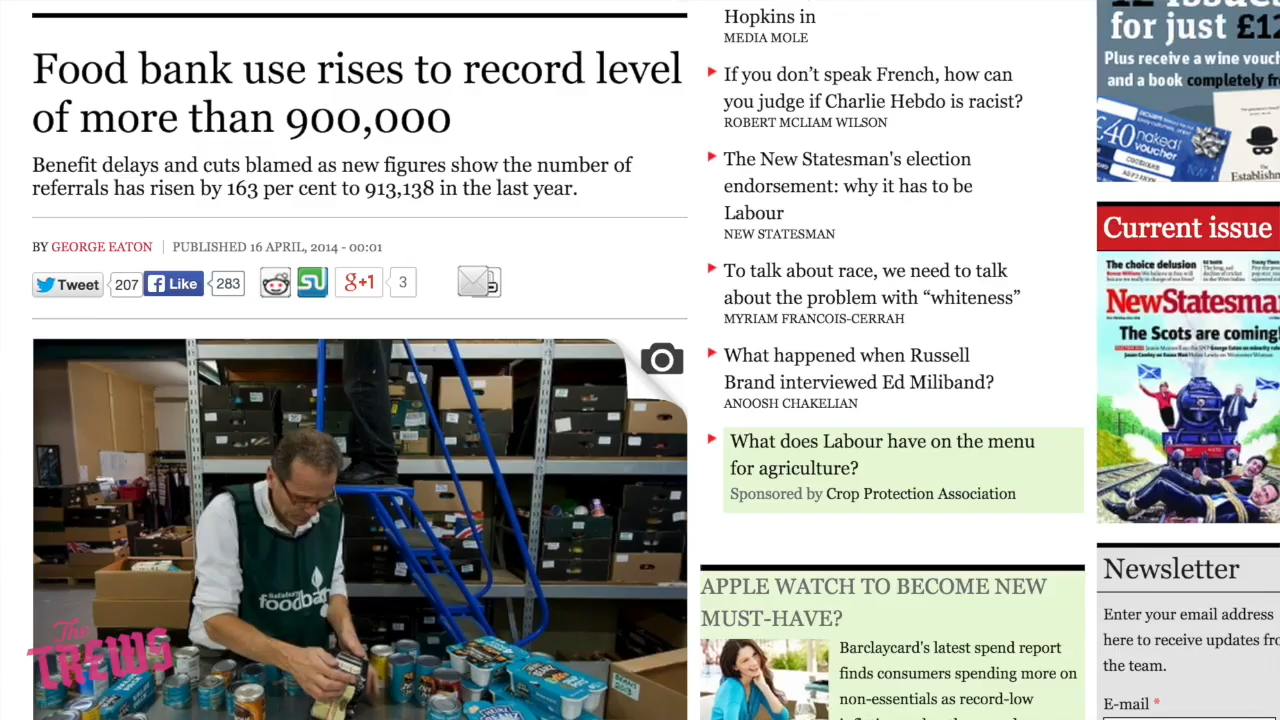 Food bank use rises to record level
of more than 900,000
Benefit delays and cuts blamed as new figures show the number of
referrals has risen by 163 per cent to 913,138 in the last year.
BY GEORGE EATON
PUBLISHED 16 APRIL, 2014 - 00:01
Tweet 207
Like 283
g+1 3
foodbank
The
TREWS
Hopkins in
MEDIA MOLE
If you don't speak French, how can
you judge if Charlie Hebdo is racist?
ROBERT MCLIAM WILSON
The New Statesman's election
endorsement: why it has to be
Labour
NEW STATESMAN
To talk about race, we need to talk
about the problem with “whiteness”
MYRIAM FRANCOIS-CERRAH
What happened when Russell
Brand interviewed Ed Miliband?
ANOOSH CHAKELIAN
What does Labour have on the menu
for agriculture?
Sponsored by Crop Protection Association
APPLE WATCH TO BECOME NEW
MUST-HAVE?
Barclaycard's latest spend report
finds consumers spending more on
non-essentials as record-low
12 issues
for just £12
Plus receive a wine vouch
and a book completely fr
£40 naked
voucher
Establishm
Current issue
The choice delusion
NewStatesma
The Scots are coming!
Newsletter
Enter your email address
here to receive updates fro
the team.
E-mail *